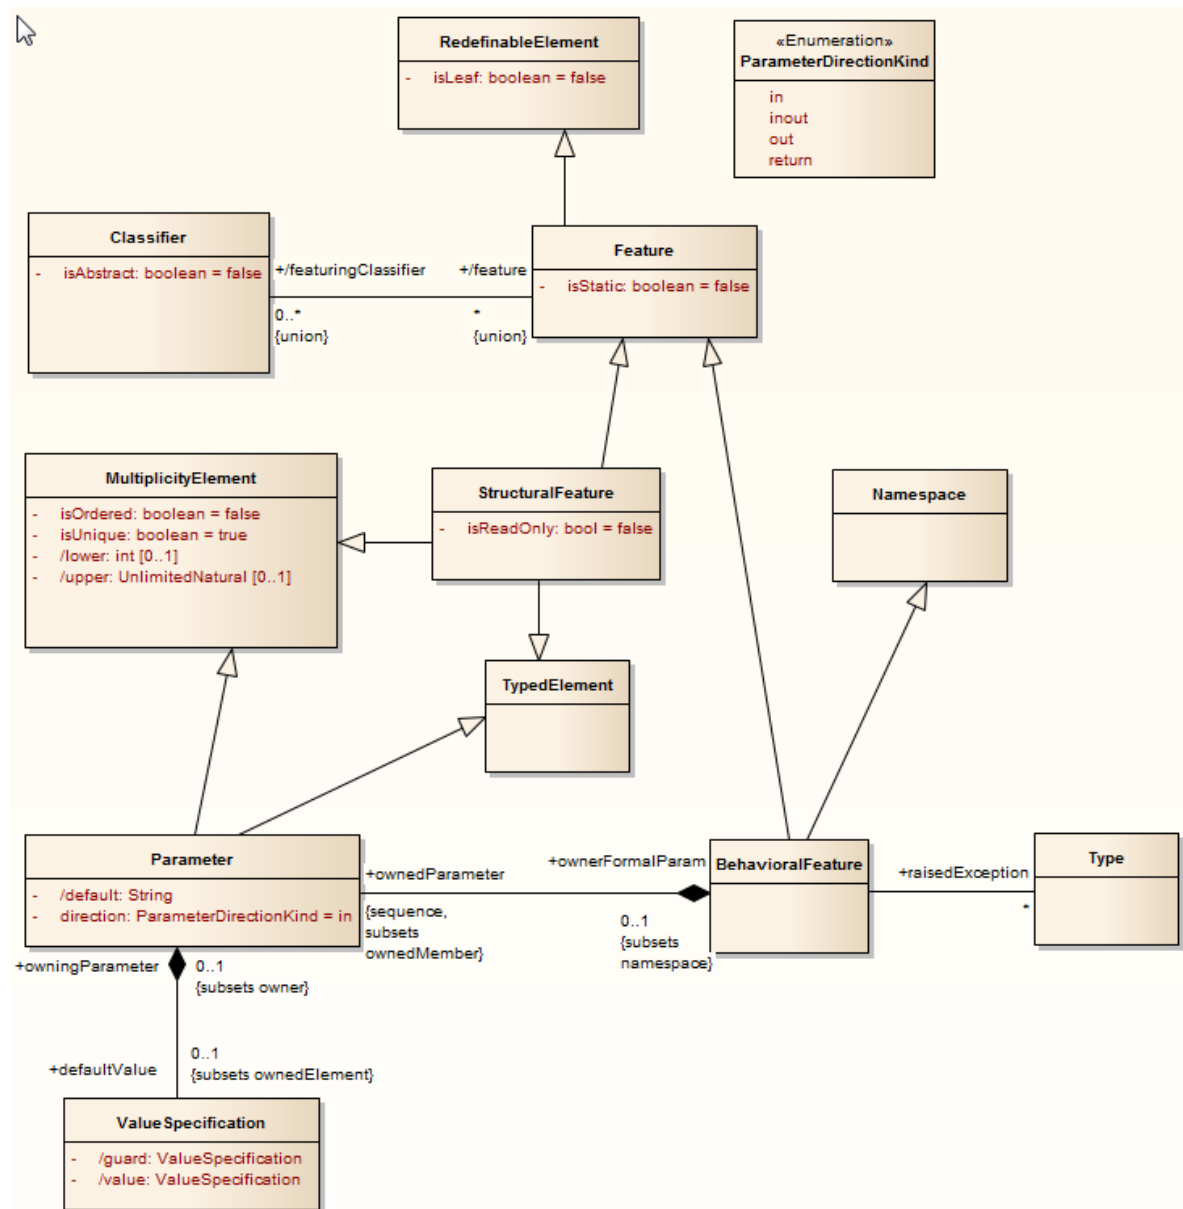 RedefinableElement
- isLeaf: boolean = false
«Enumeration»
ParameterDirectionKind
in
inout
out
return
Classifier
- isAbstract: boolean = false
+/featuringClassifier
0..*
{union}
+/feature
*
{union}
Feature
- isStatic: boolean = false
MultiplicityElement
- isOrdered: boolean = false
- isUnique: boolean = true
- /lower: int [0..1]
- /upper: UnlimitedNatural [0..1]
StructuralFeature
- isReadOnly: bool = false
Namespace
TypedElement
Parameter
- /default: String
- direction: ParameterDirectionKind = in
+ownedParameter
{sequence,
subsets
ownedMember}
+ownerFormalParam
0..1
{subsets
namespace}
BehavioralFeature
+raisedException
*
Type
+owningParameter
0..1
{subsets owner}
+defaultValue
0..1
{subsets ownedElement}
ValueSpecification
- /guard: ValueSpecification
- /value: ValueSpecification